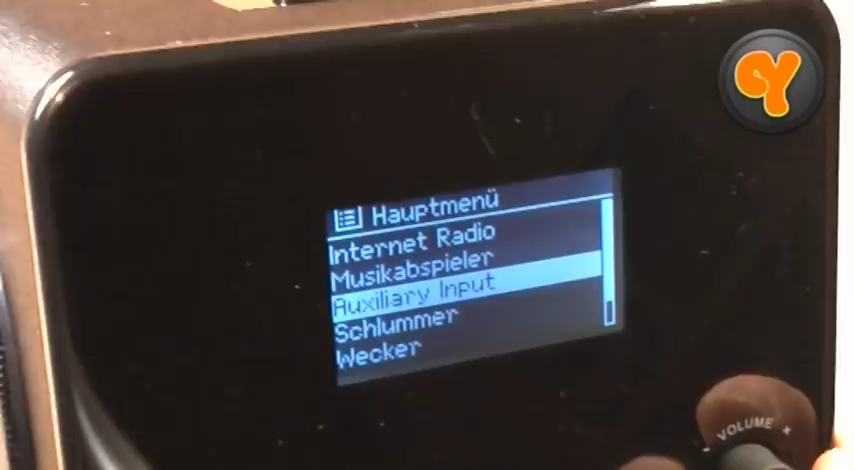 Hauptmenü
Internet Radio
Musikabspieler
Auxiliary Input
Schlummer
Wecker
- VOLUME +